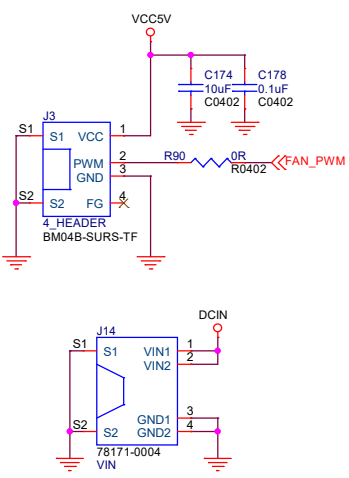 VCC5V
C174
10uF
C0402
C178
0.1uF
C0402
J3
S1 S1 VCC 1
PWM 2 R90 0R FAN_PWM
R0402
GND 3
S2 S2 FG 4
4_HEADER
BM04B-SURS-TF
DCIN
J14
S1 S1 VIN1 1
VIN2 2
GND1 3
S2 S2 GND2 4
78171-0004
VIN